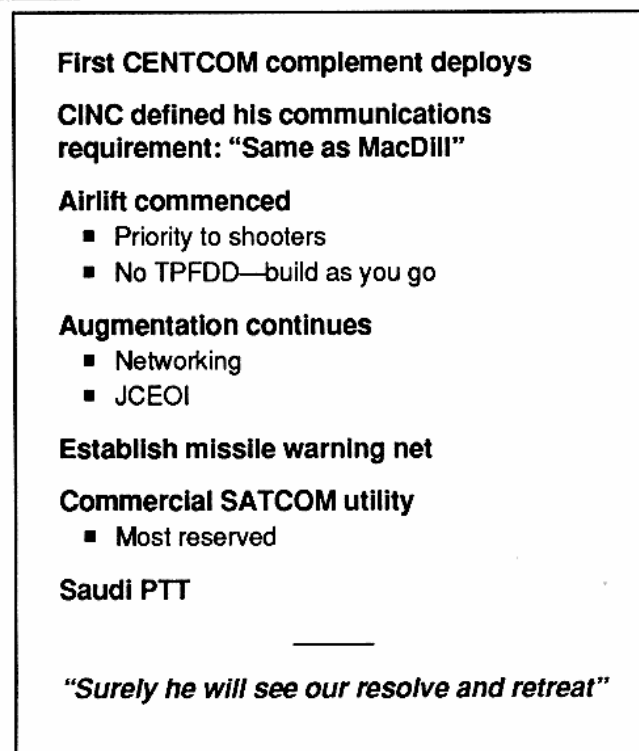 First CENTCOM complement deploys
CINC defined his communications
requirement: “Same as MacDill”
Airlift commenced
■ Priority to shooters
■ No TPFDD—build as you go
Augmentation continues
■ Networking
■ JCEOI
Establish missile warning net
Commercial SATCOM utility
■ Most reserved
Saudi PTT
“Surely he will see our resolve and retreat”